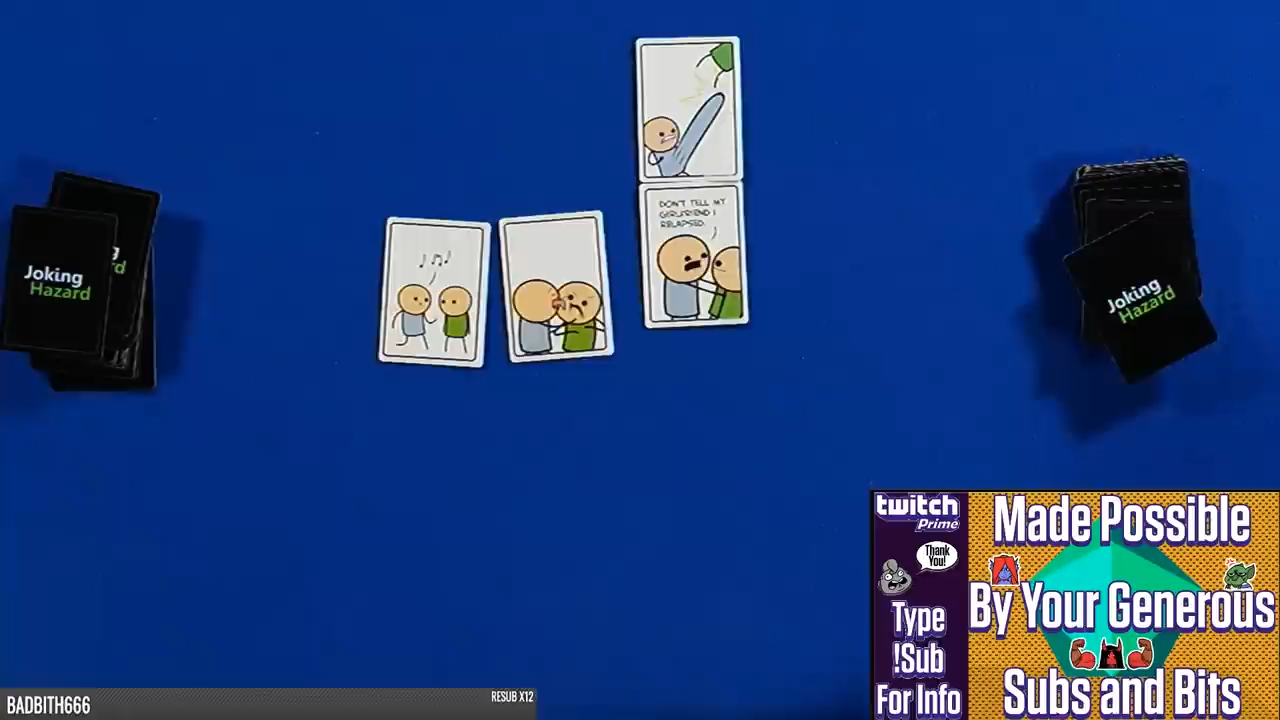 DON'T TELL MY
GIRLFRIEND I
RELAPSED.
Joking
Hazard
rd
Joking
Hazard
twitch
Prime
Thank
You!
Type
!Sub
For Info
Made Possible
By Your Generous
Subs and Bits
BADBITH666
RESUB X12